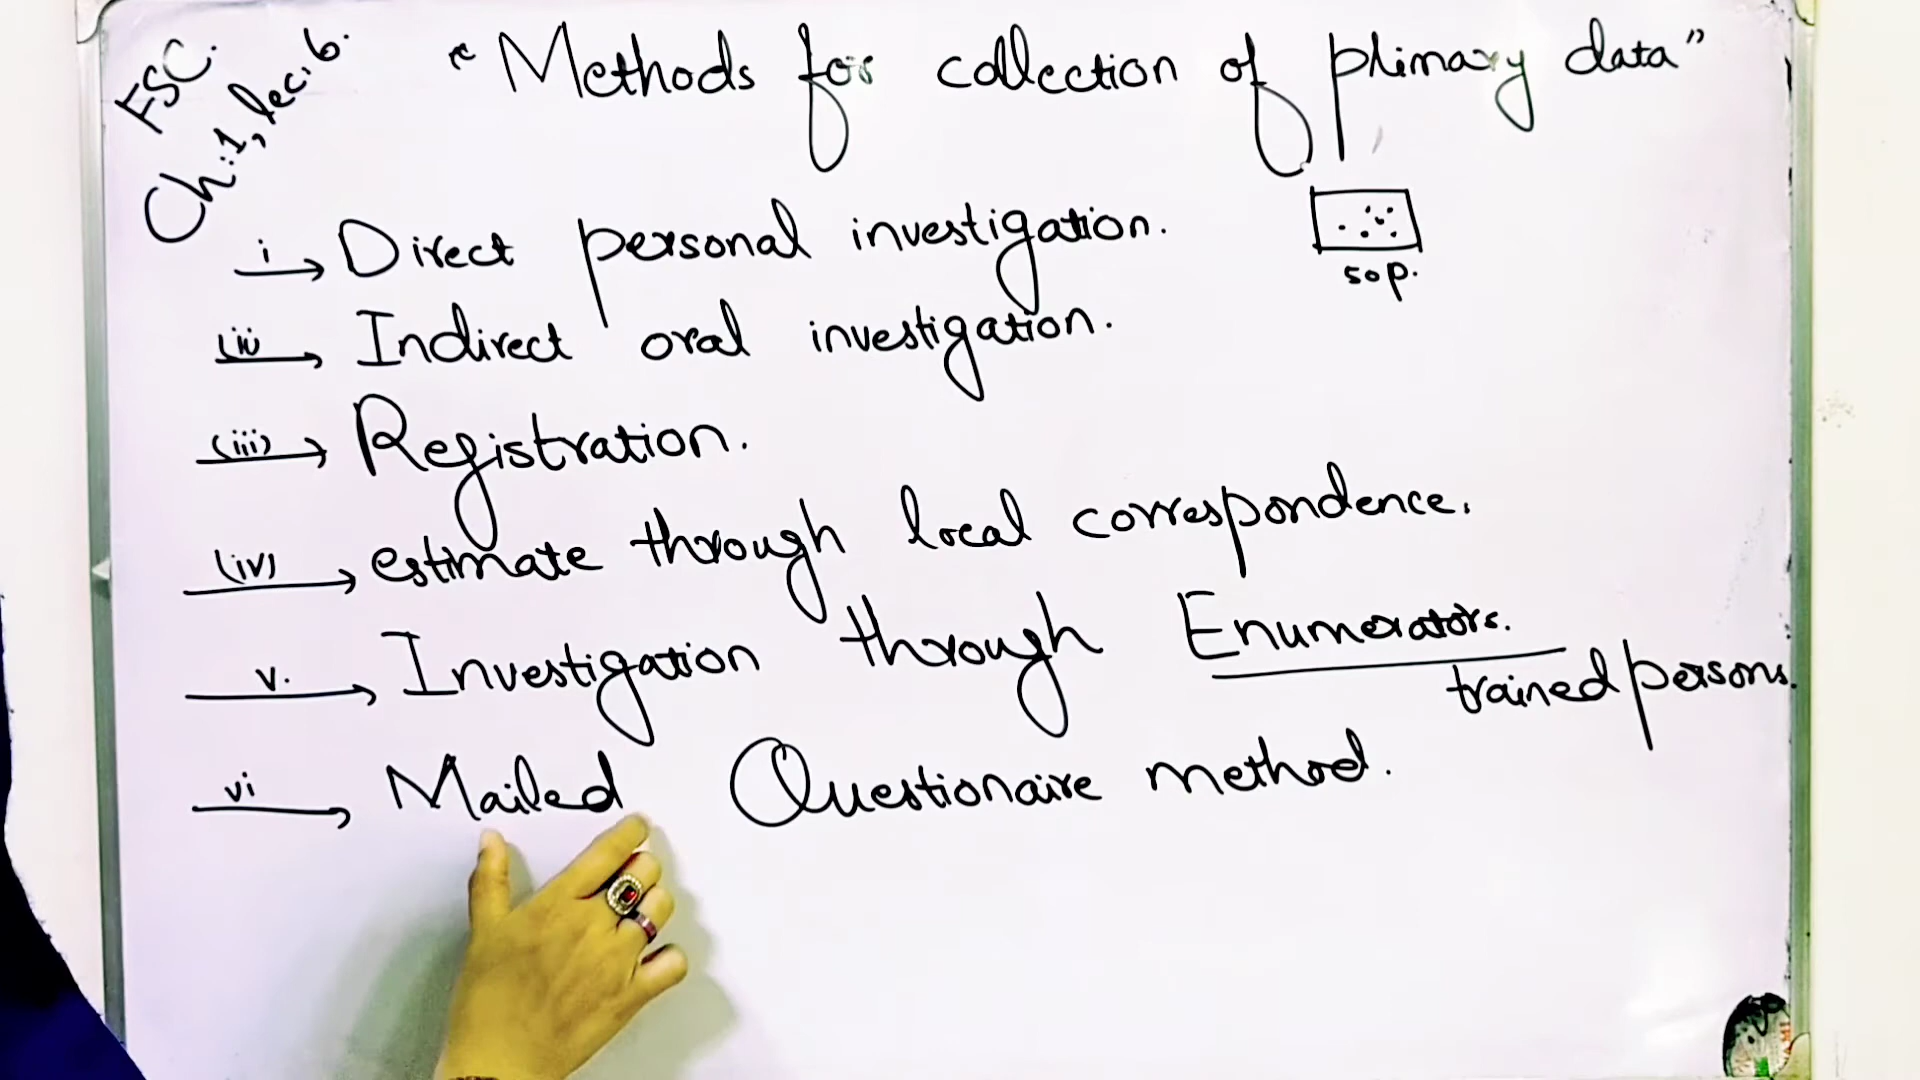 FSC.
Ch:1, lec:6.
"Methods for collection of primary data"
i → Direct personal investigation.
50 p.
(ii → Indirect oral investigation.
(iii) → Registration.
(iv) → estimate through local correspondence.
v. → Investigation through Enumerators.
trained persons.
vi → Mailed Questionaire method.